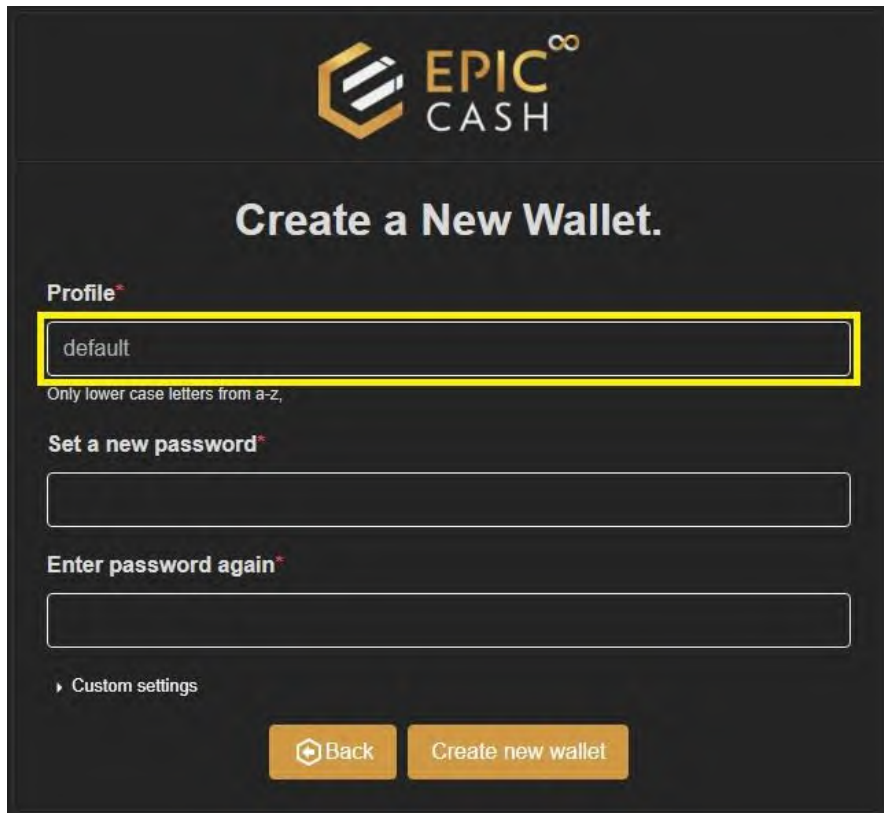 EPIC
CASH
Create a New Wallet.
Profile*
default
Only lower case letters from a-z,
Set a new password*
Enter password again*
Custom settings
Back
Create new wallet